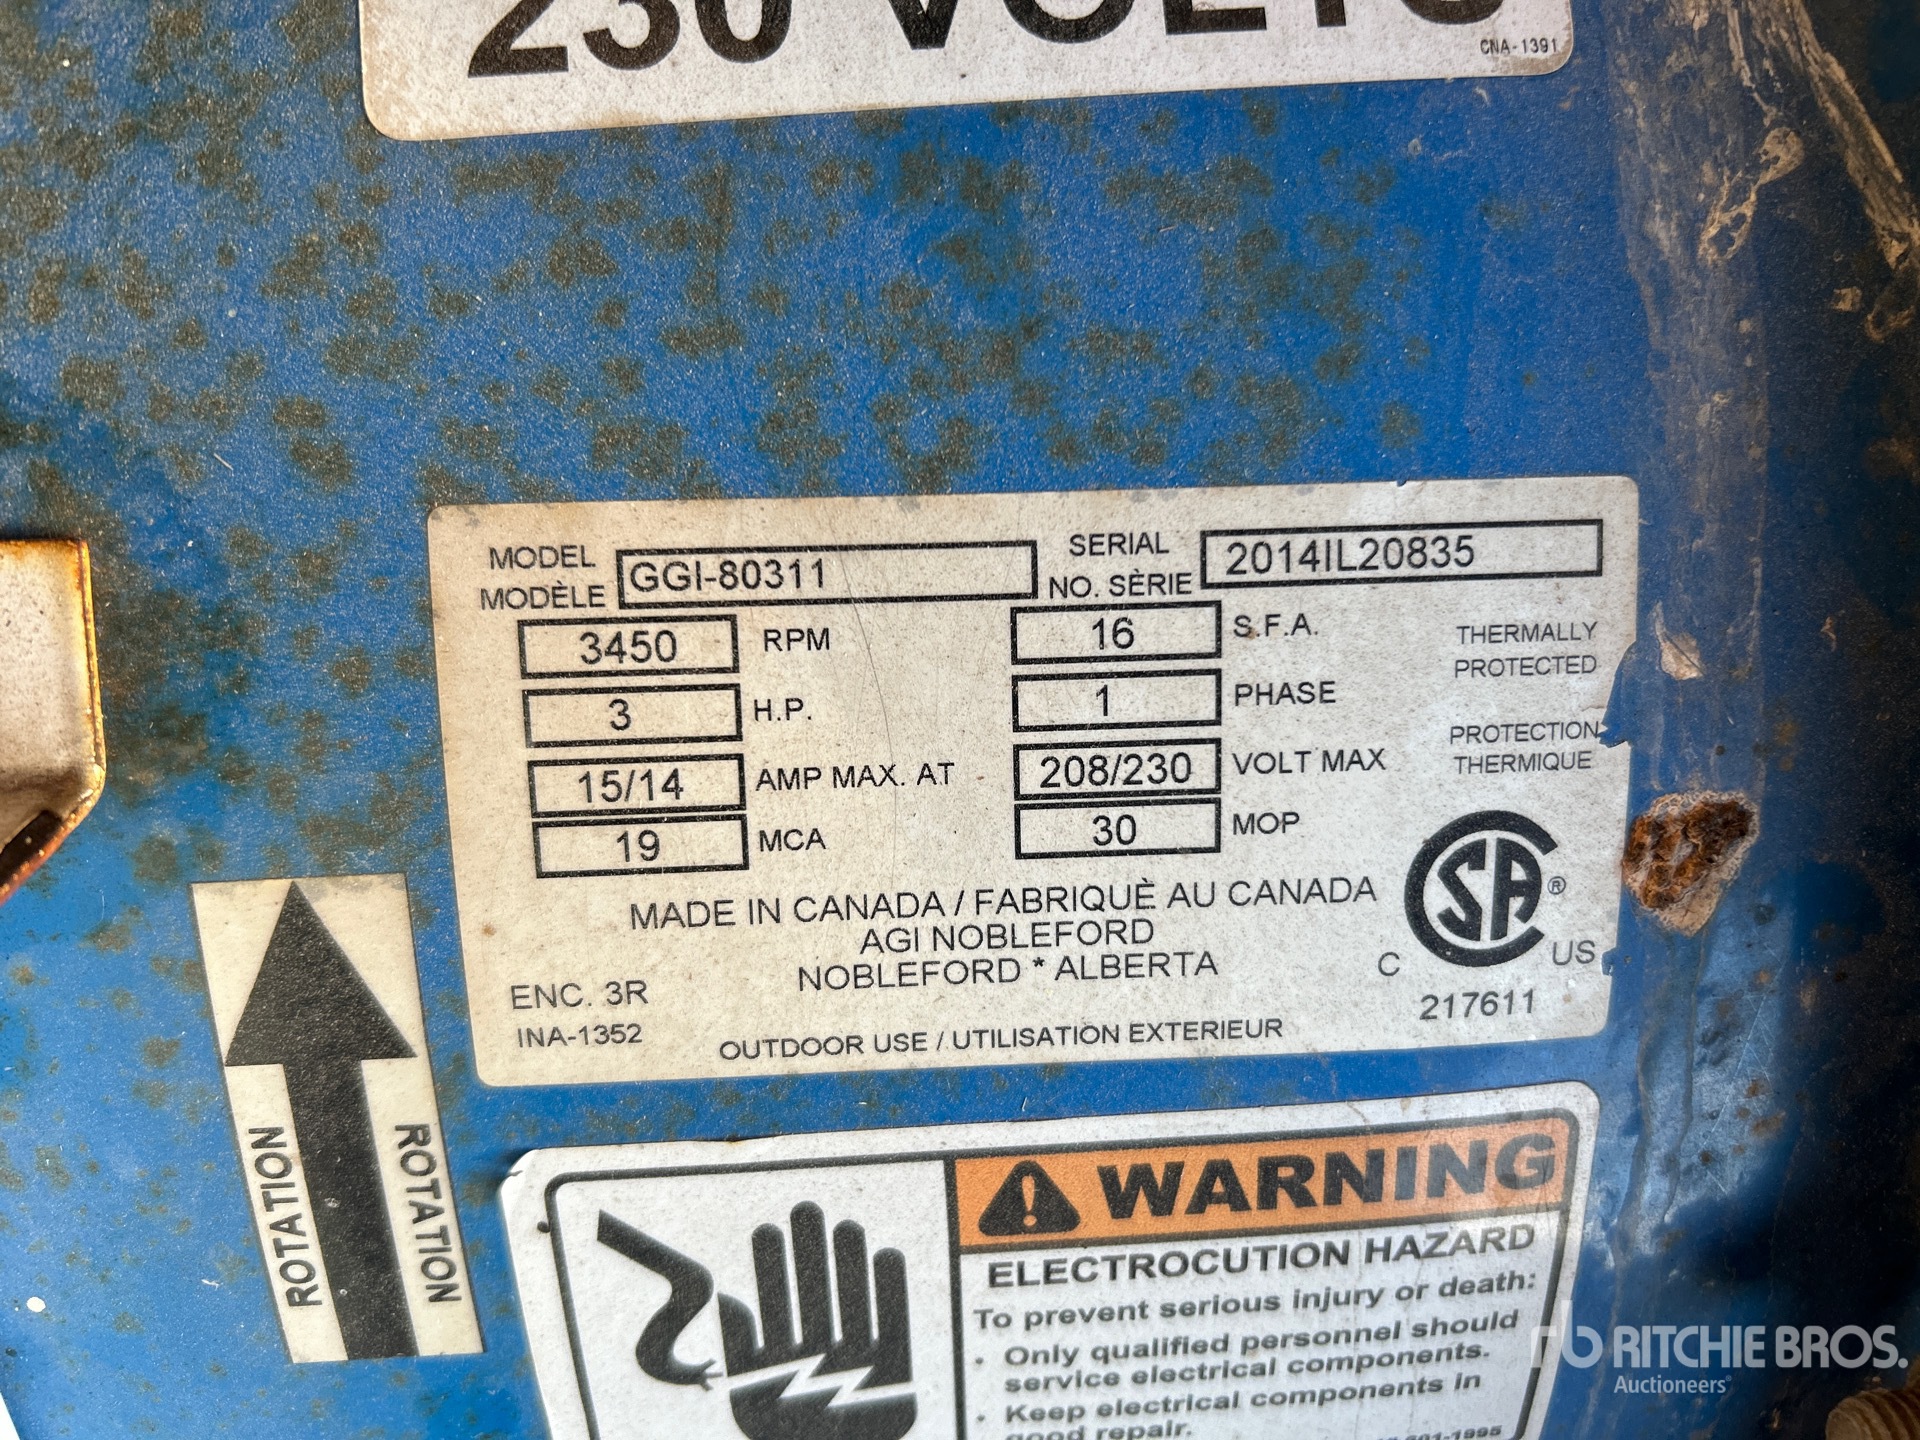 230 VOLTS
CNA-1391
MODEL
MODÈLE
GGI-80311
SERIAL
NO. SÈRIE
2014IL20835
3450 RPM
16 S.F.A.
THERMALLY
PROTECTED
3 H.P.
1 PHASE
PROTECTION
THERMIQUE
15/14 AMP MAX. AT
208/230 VOLT MAX
19 MCA
30 MOP
MADE IN CANADA / FABRIQUÈ AU CANADA
AGI NOBLEFORD
NOBLEFORD * ALBERTA
ENC. 3R
INA-1352
OUTDOOR USE / UTILISATION EXTERIEUR
C SA ® US
217611
ROTATION
ROTATION
WARNING
ELECTROCUTION HAZARD
To prevent serious injury or death:
• Only qualified personnel should
service electrical components.
• Keep electrical components in
good repair.
RITCHIE BROS.
Auctioneers